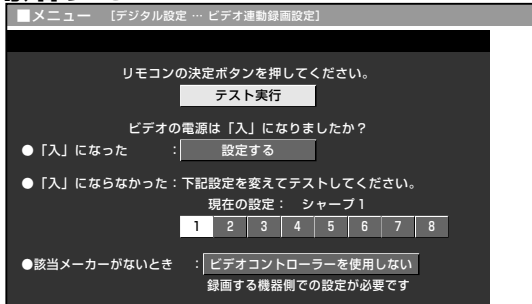 ■メニュー [デジタル設定 … ビデオ連動録画設定]
リモコンの決定ボタンを押してください。
テスト実行
ビデオの電源は「入」になりましたか？
●「入」になった : 設定する
●「入」にならなかった：下記設定を変えてテストしてください。
現在の設定： シャープ1
1 2 3 4 5 6 7 8
●該当メーカーがないとき : ビデオコントローラーを使用しない
録画する機器側での設定が必要です